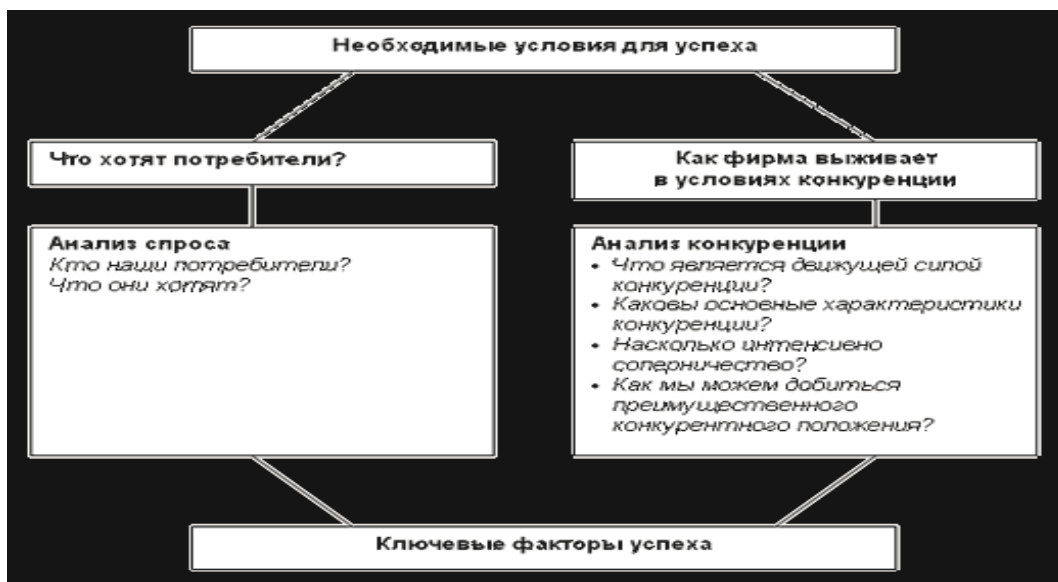 Необходимые условия для успеха
Что хотят потребители?
Как фирма выживает
в условиях конкуренции
Анализ спроса
Кто наши потребители?
Что они хотят?
Анализ конкуренции
• Что является движущей силой
конкуренции?
• Каковы основные характеристики
конкуренции?
• Насколько интенсивно
соперничество?
• Как мы можем добиться
преимущественного
конкурентного положения?
Ключевые факторы успеха